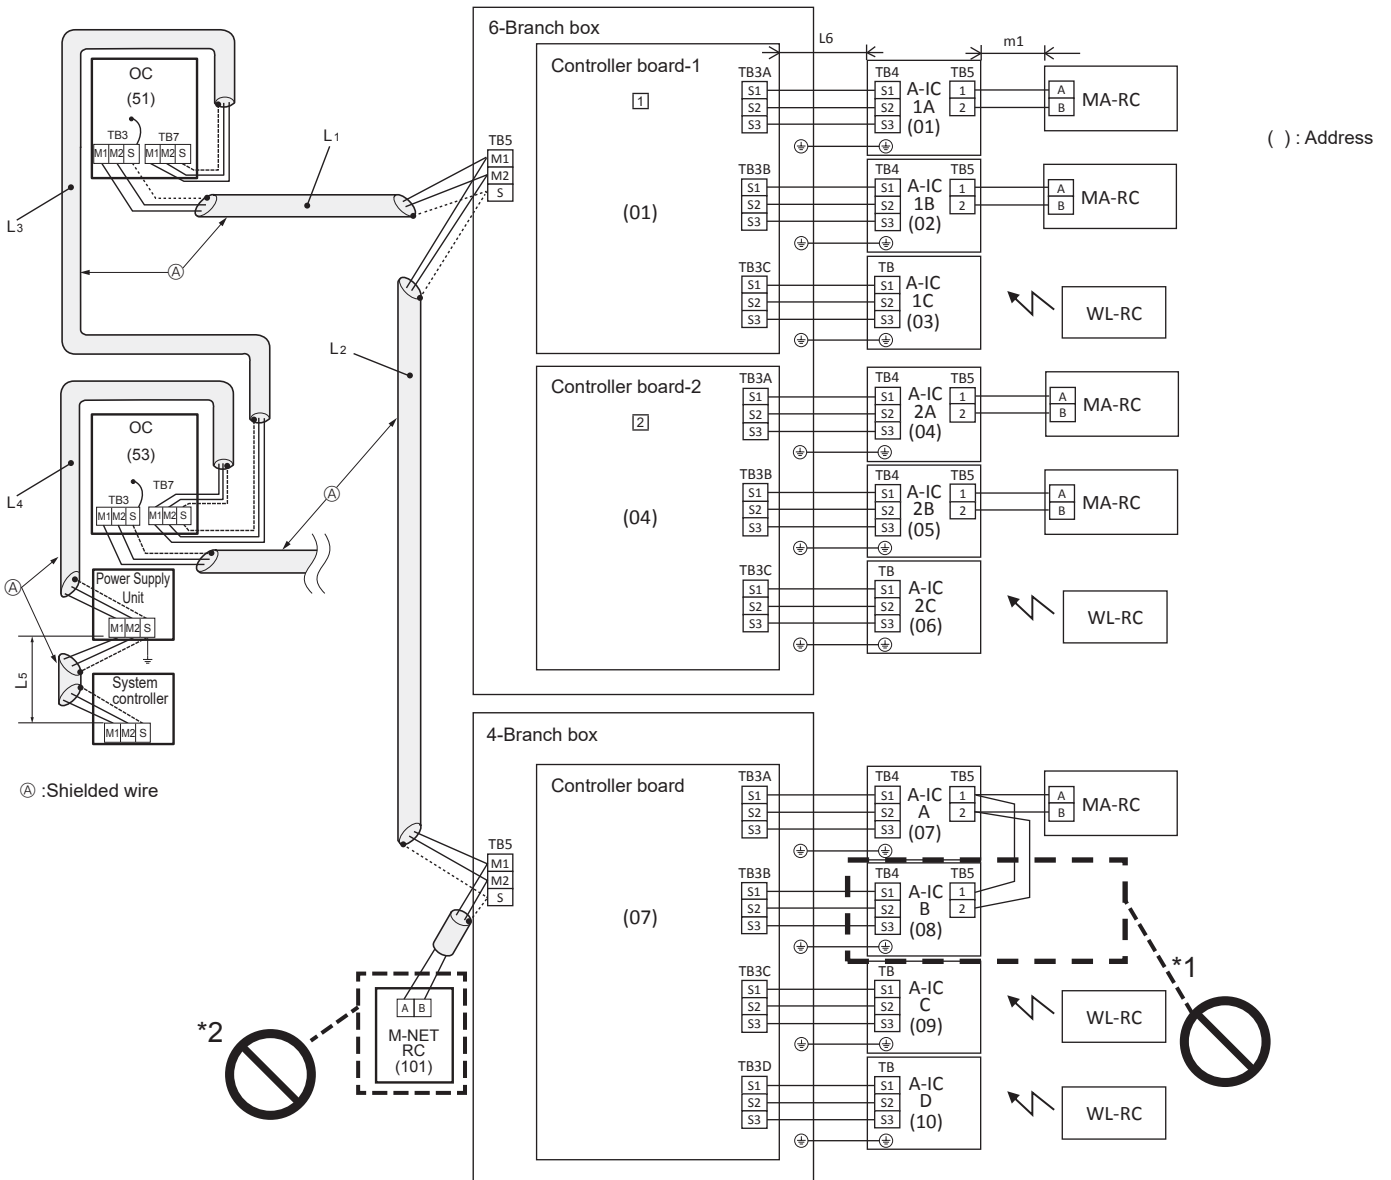 6-Branch box
Controller board-1
1
(01)
TB5
M1
M2
S
TB3A
S1
S2
S3
TB3B
S1
S2
S3
TB3C
S1
S2
S3
L6
m1
TB4
TB5
S1
S2
S3
A-IC
1A
(01)
1
2
A
B
MA-RC
( ) : Address
TB4
TB5
S1
S2
S3
A-IC
1B
(02)
1
2
A
B
MA-RC
TB
S1
S2
S3
A-IC
1C
(03)
WL-RC
Controller board-2
2
(04)
TB3A
S1
S2
S3
TB3B
S1
S2
S3
TB3C
S1
S2
S3
TB4
TB5
S1
S2
S3
A-IC
2A
(04)
1
2
A
B
MA-RC
TB4
TB5
S1
S2
S3
A-IC
2B
(05)
1
2
A
B
MA-RC
TB
S1
S2
S3
A-IC
2C
(06)
WL-RC
OC
(51)
TB3
TB7
M1 M2 S
M1 M2 S
L1
L3
Ⓐ
L2
OC
(53)
TB3
TB7
M1 M2 S
M1 M2 S
L4
Ⓐ
Ⓐ
Power Supply
Unit
M1 M2 S
L5
System
controller
M1 M2 S
Ⓐ :Shielded wire
4-Branch box
Controller board
(07)
TB5
M1
M2
S
TB3A
S1
S2
S3
TB3B
S1
S2
S3
TB3C
S1
S2
S3
TB3D
S1
S2
S3
TB4
TB5
S1
S2
S3
A-IC
A
(07)
1
2
A
B
MA-RC
TB4
TB5
S1
S2
S3
A-IC
B
(08)
1
2
*1
TB
S1
S2
S3
A-IC
C
(09)
WL-RC
TB
S1
S2
S3
A-IC
D
(10)
WL-RC
*2
A B
M-NET
RC
(101)